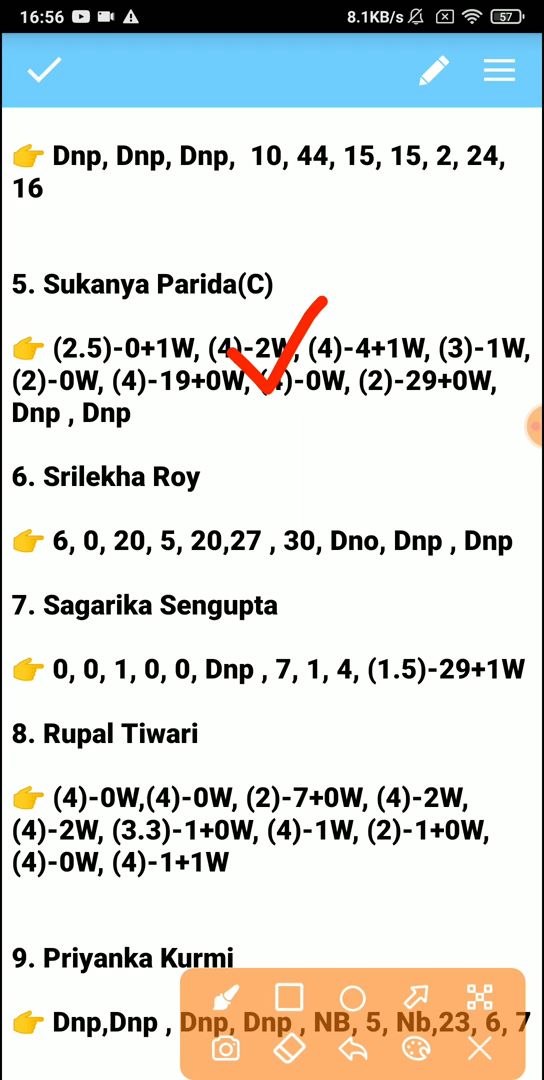 16:56 8.1KB/s 57
👉 Dnp, Dnp, Dnp, 10, 44, 15, 15, 2, 24,
16
5. Sukanya Parida(C)
👉 (2.5)-0+1W, (4)-2W, (4)-4+1W, (3)-1W,
(2)-0W, (4)-19+0W, (4)-0W, (2)-29+0W,
Dnp , Dnp
6. Srilekha Roy
👉 6, 0, 20, 5, 20,27 , 30, Dno, Dnp , Dnp
7. Sagarika Sengupta
👉 0, 0, 1, 0, 0, Dnp , 7, 1, 4, (1.5)-29+1W
8. Rupal Tiwari
👉 (4)-0W,(4)-0W, (2)-7+0W, (4)-2W,
(4)-2W, (3.3)-1+0W, (4)-1W, (2)-1+0W,
(4)-0W, (4)-1+1W
9. Priyanka Kurmi
👉 Dnp,Dnp , Dnp, Dnp , NB, 5, Nb,23, 6, 7